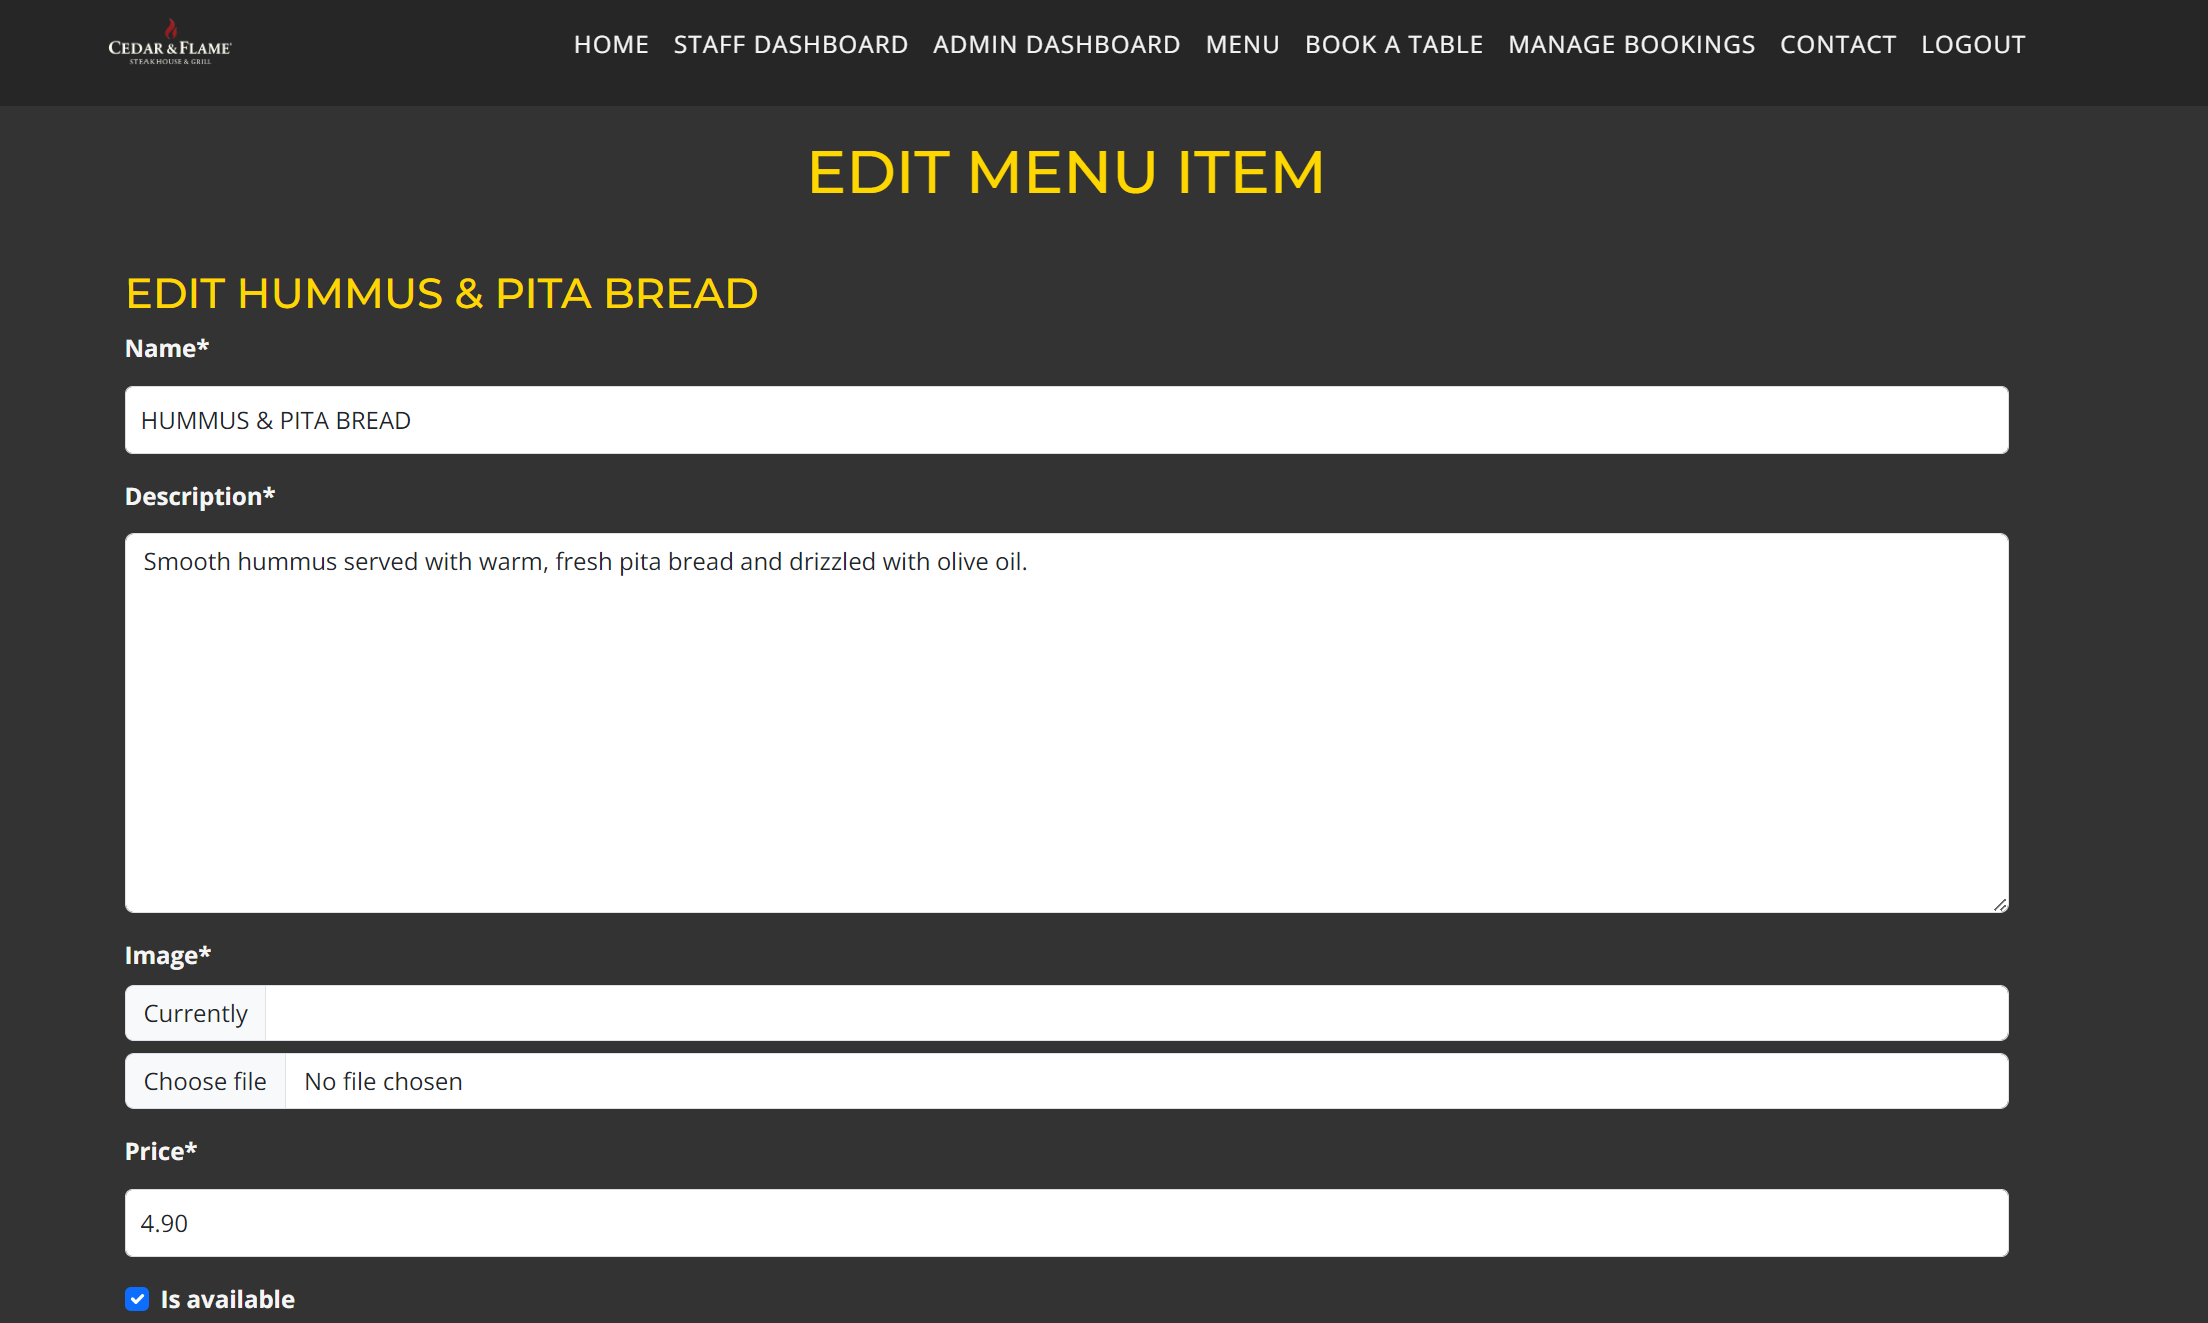 CEDAR & FLAME
STEAKHOUSE & GRILL
HOME STAFF DASHBOARD ADMIN DASHBOARD MENU BOOK A TABLE MANAGE BOOKINGS CONTACT LOGOUT
EDIT MENU ITEM
EDIT HUMMUS & PITA BREAD
Name*
HUMMUS & PITA BREAD
Description*
Smooth hummus served with warm, fresh pita bread and drizzled with olive oil.
Image*
Currently
Choose file No file chosen
Price*
4.90
Is available